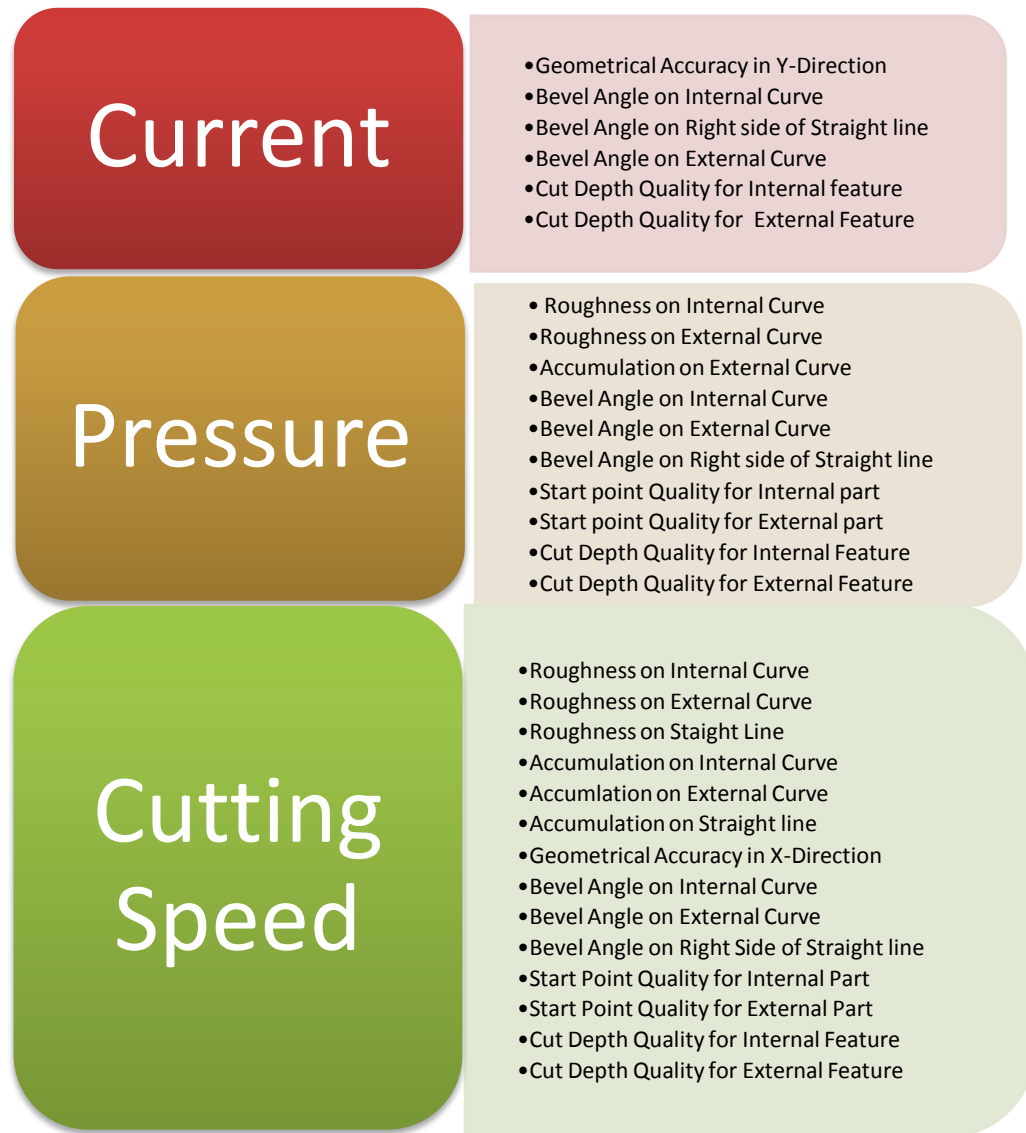 Current
•Geometrical Accuracy in Y-Direction
•Bevel Angle on Internal Curve
•Bevel Angle on Right side of Straight line
•Bevel Angle on External Curve
•Cut Depth Quality for Internal feature
•Cut Depth Quality for External Feature
Pressure
• Roughness on Internal Curve
•Roughness on External Curve
•Accumulation on External Curve
•Bevel Angle on Internal Curve
•Bevel Angle on External Curve
•Bevel Angle on Right side of Straight line
•Start point Quality for Internal part
•Start point Quality for External part
•Cut Depth Quality for Internal Feature
•Cut Depth Quality for External Feature
Cutting
Speed
•Roughness on Internal Curve
•Roughness on External Curve
•Roughness on Staight Line
•Accumulation on Internal Curve
•Accumlation on External Curve
•Accumulation on Straight line
•Geometrical Accuracy in X-Direction
•Bevel Angle on Internal Curve
•Bevel Angle on External Curve
•Bevel Angle on Right Side of Straight line
•Start Point Quality for Internal Part
•Start Point Quality for External Part
•Cut Depth Quality for Internal Feature
•Cut Depth Quality for External Feature